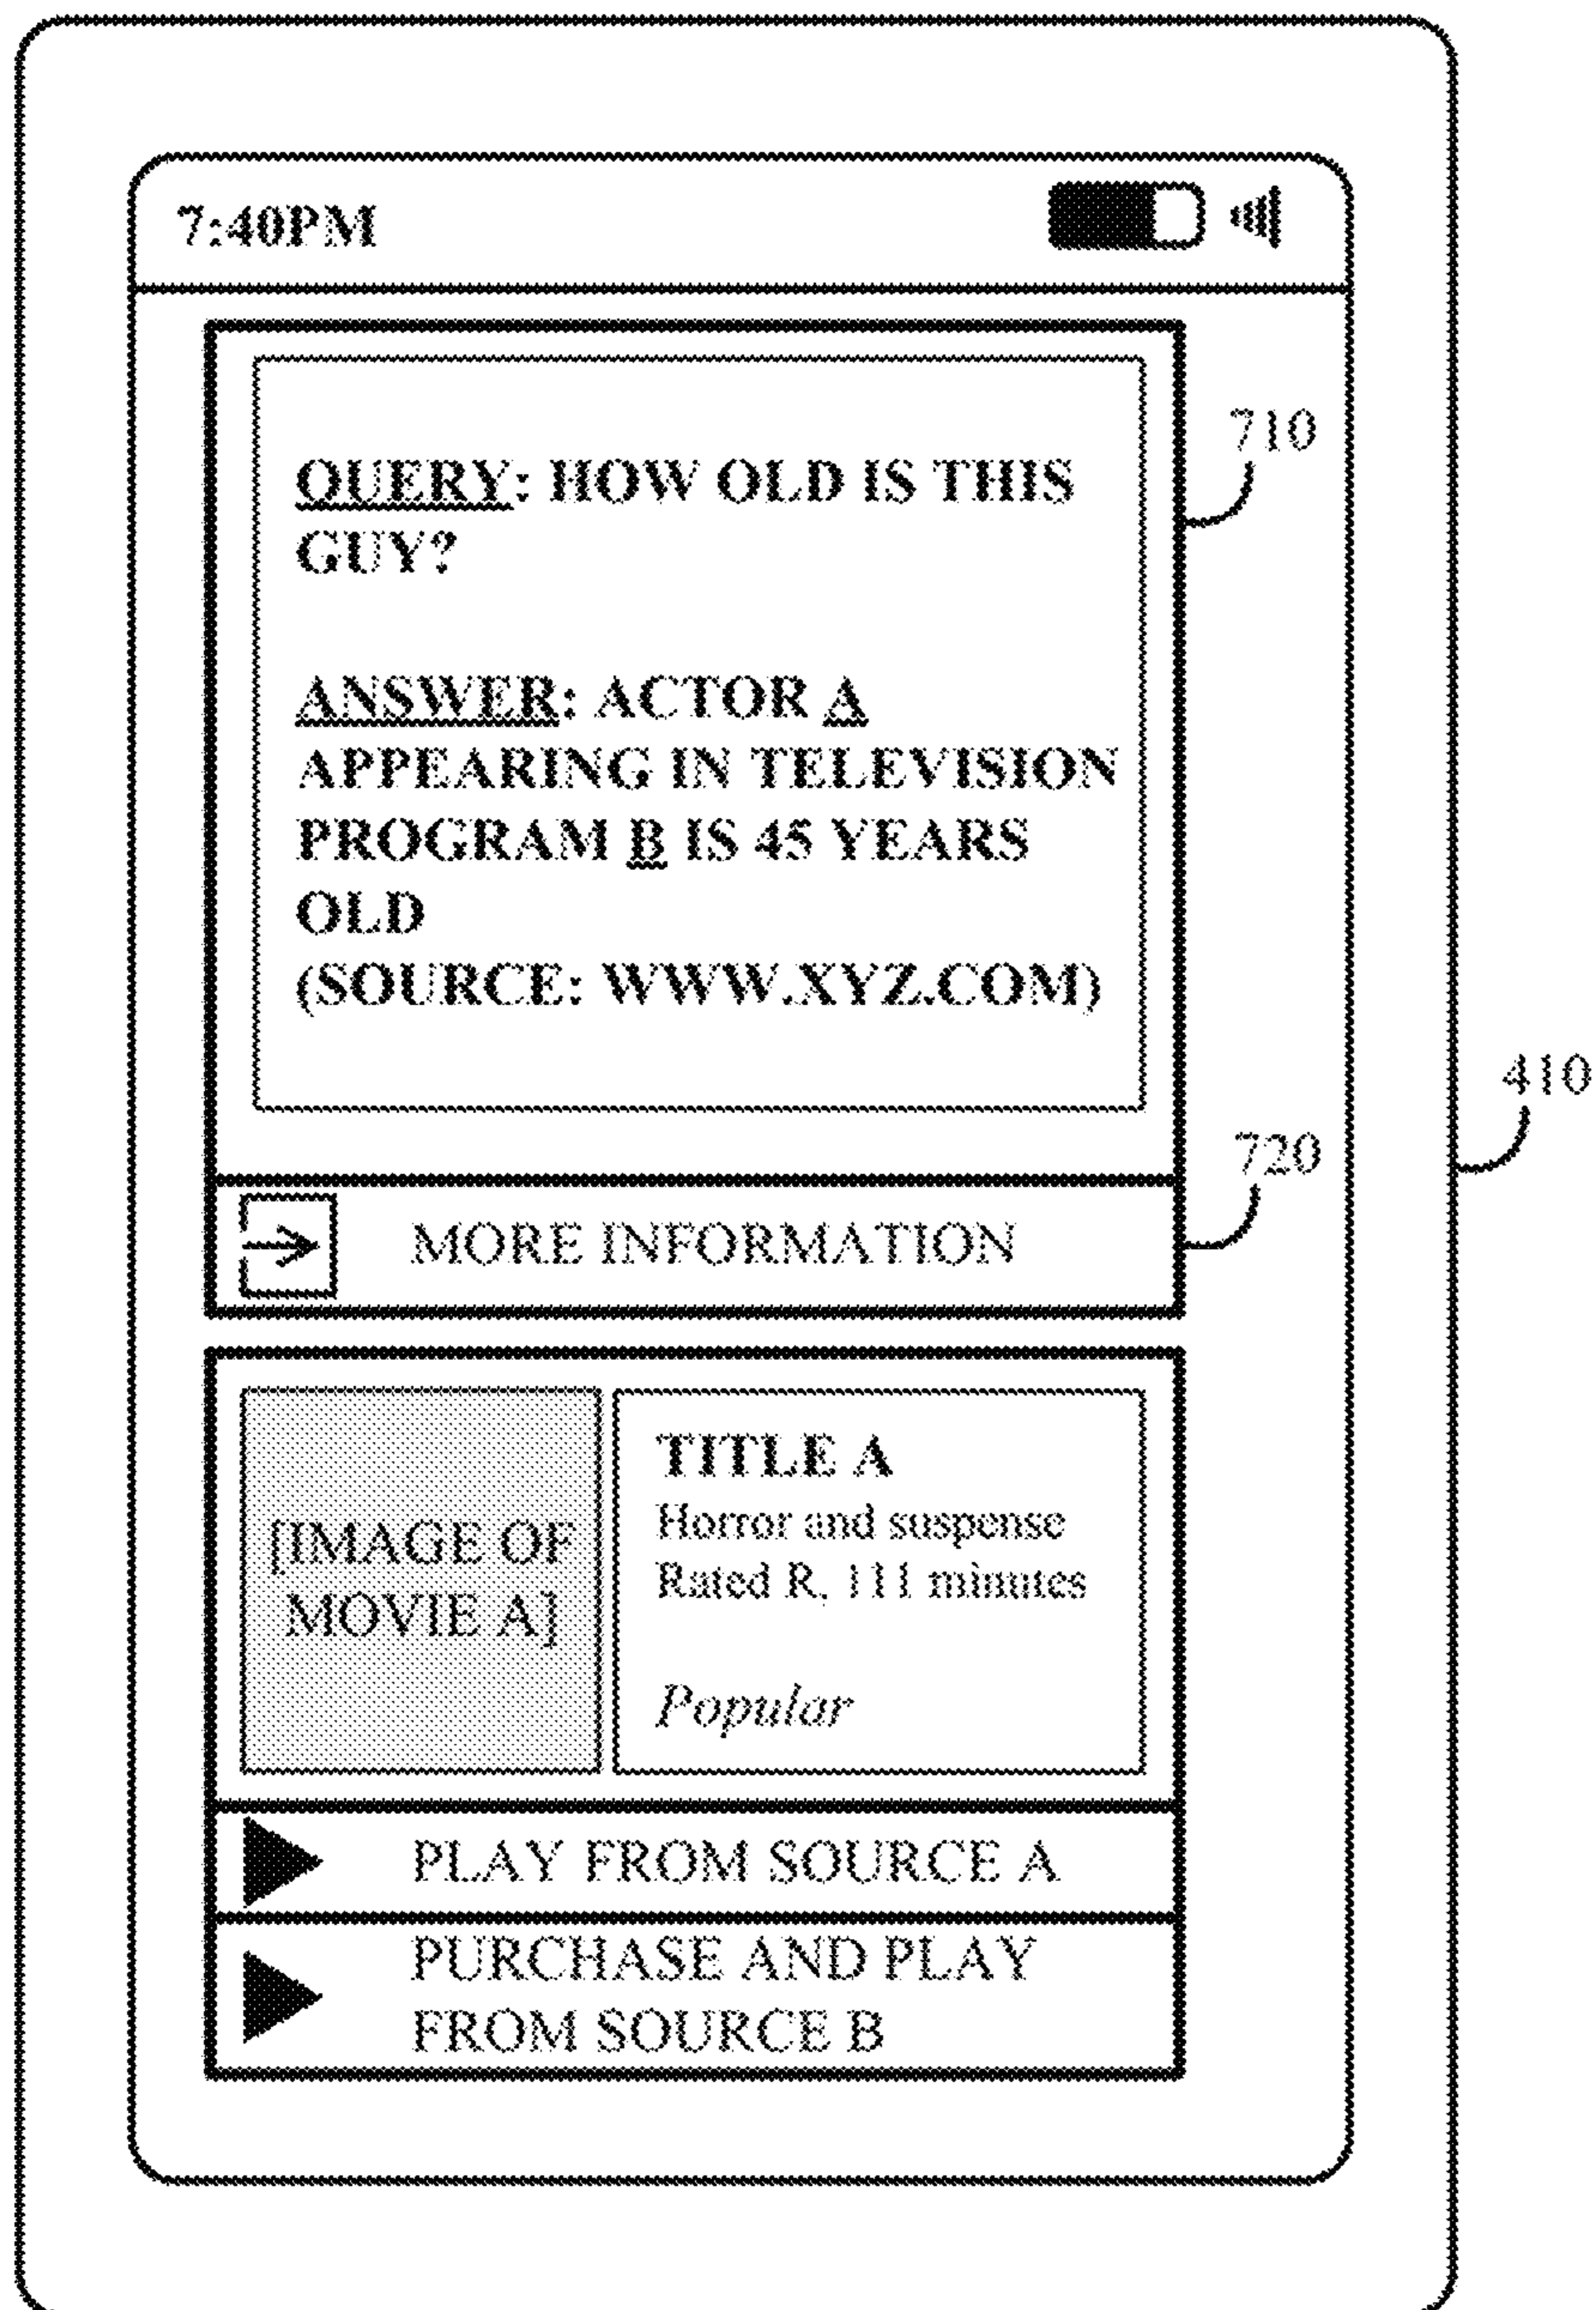 7:40PM
710
QUERY: HOW OLD IS THIS
GUY?
ANSWER: ACTOR A
APPEARING IN TELEVISION
PROGRAM B IS 45 YEARS
OLD
(SOURCE: WWW.XYZ.COM)
410
720
MORE INFORMATION
[IMAGE OF
MOVIE A]
TITLE A
Horror and suspense
Rated R, 111 minutes
Popular
PLAY FROM SOURCE A
PURCHASE AND PLAY
FROM SOURCE B